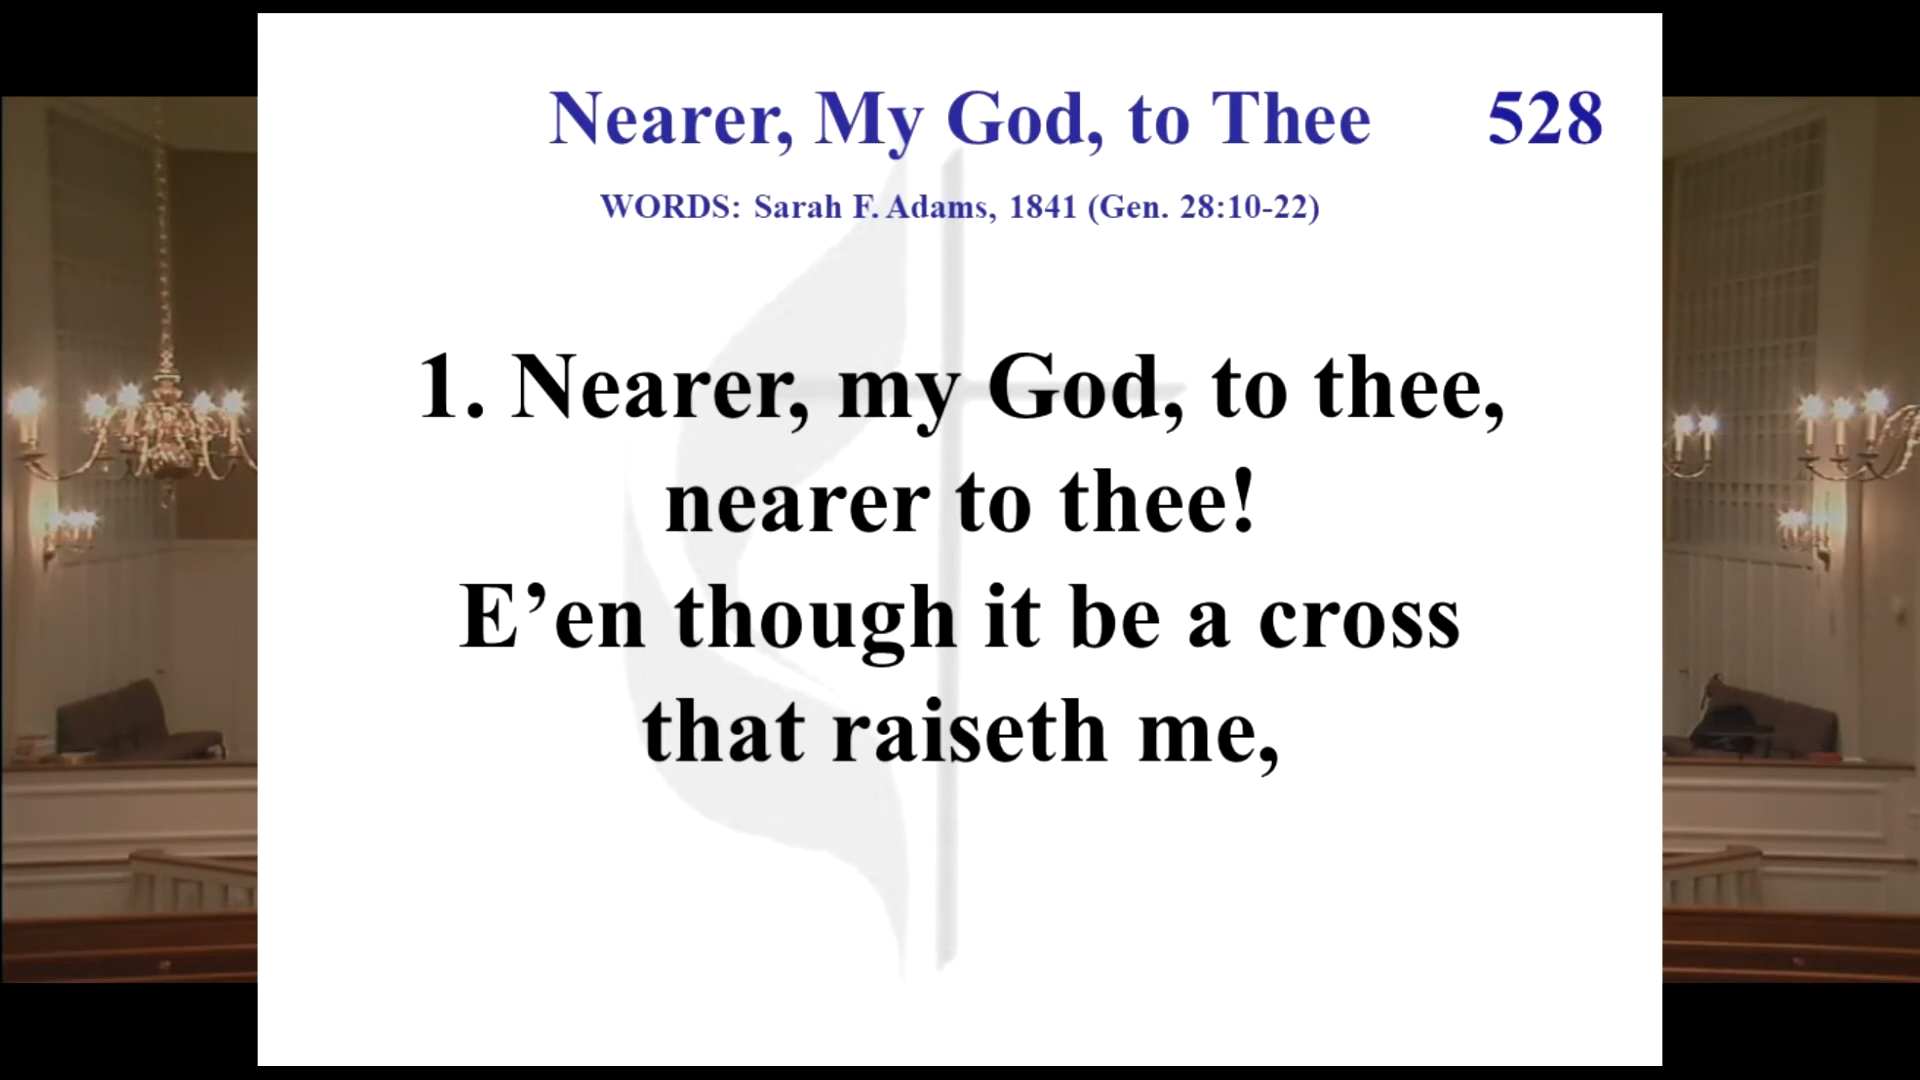 Nearer, My God, to Thee 528
WORDS: Sarah F. Adams, 1841 (Gen. 28:10-22)
1. Nearer, my God, to thee,
nearer to thee!
E’en though it be a cross
that raiseth me,